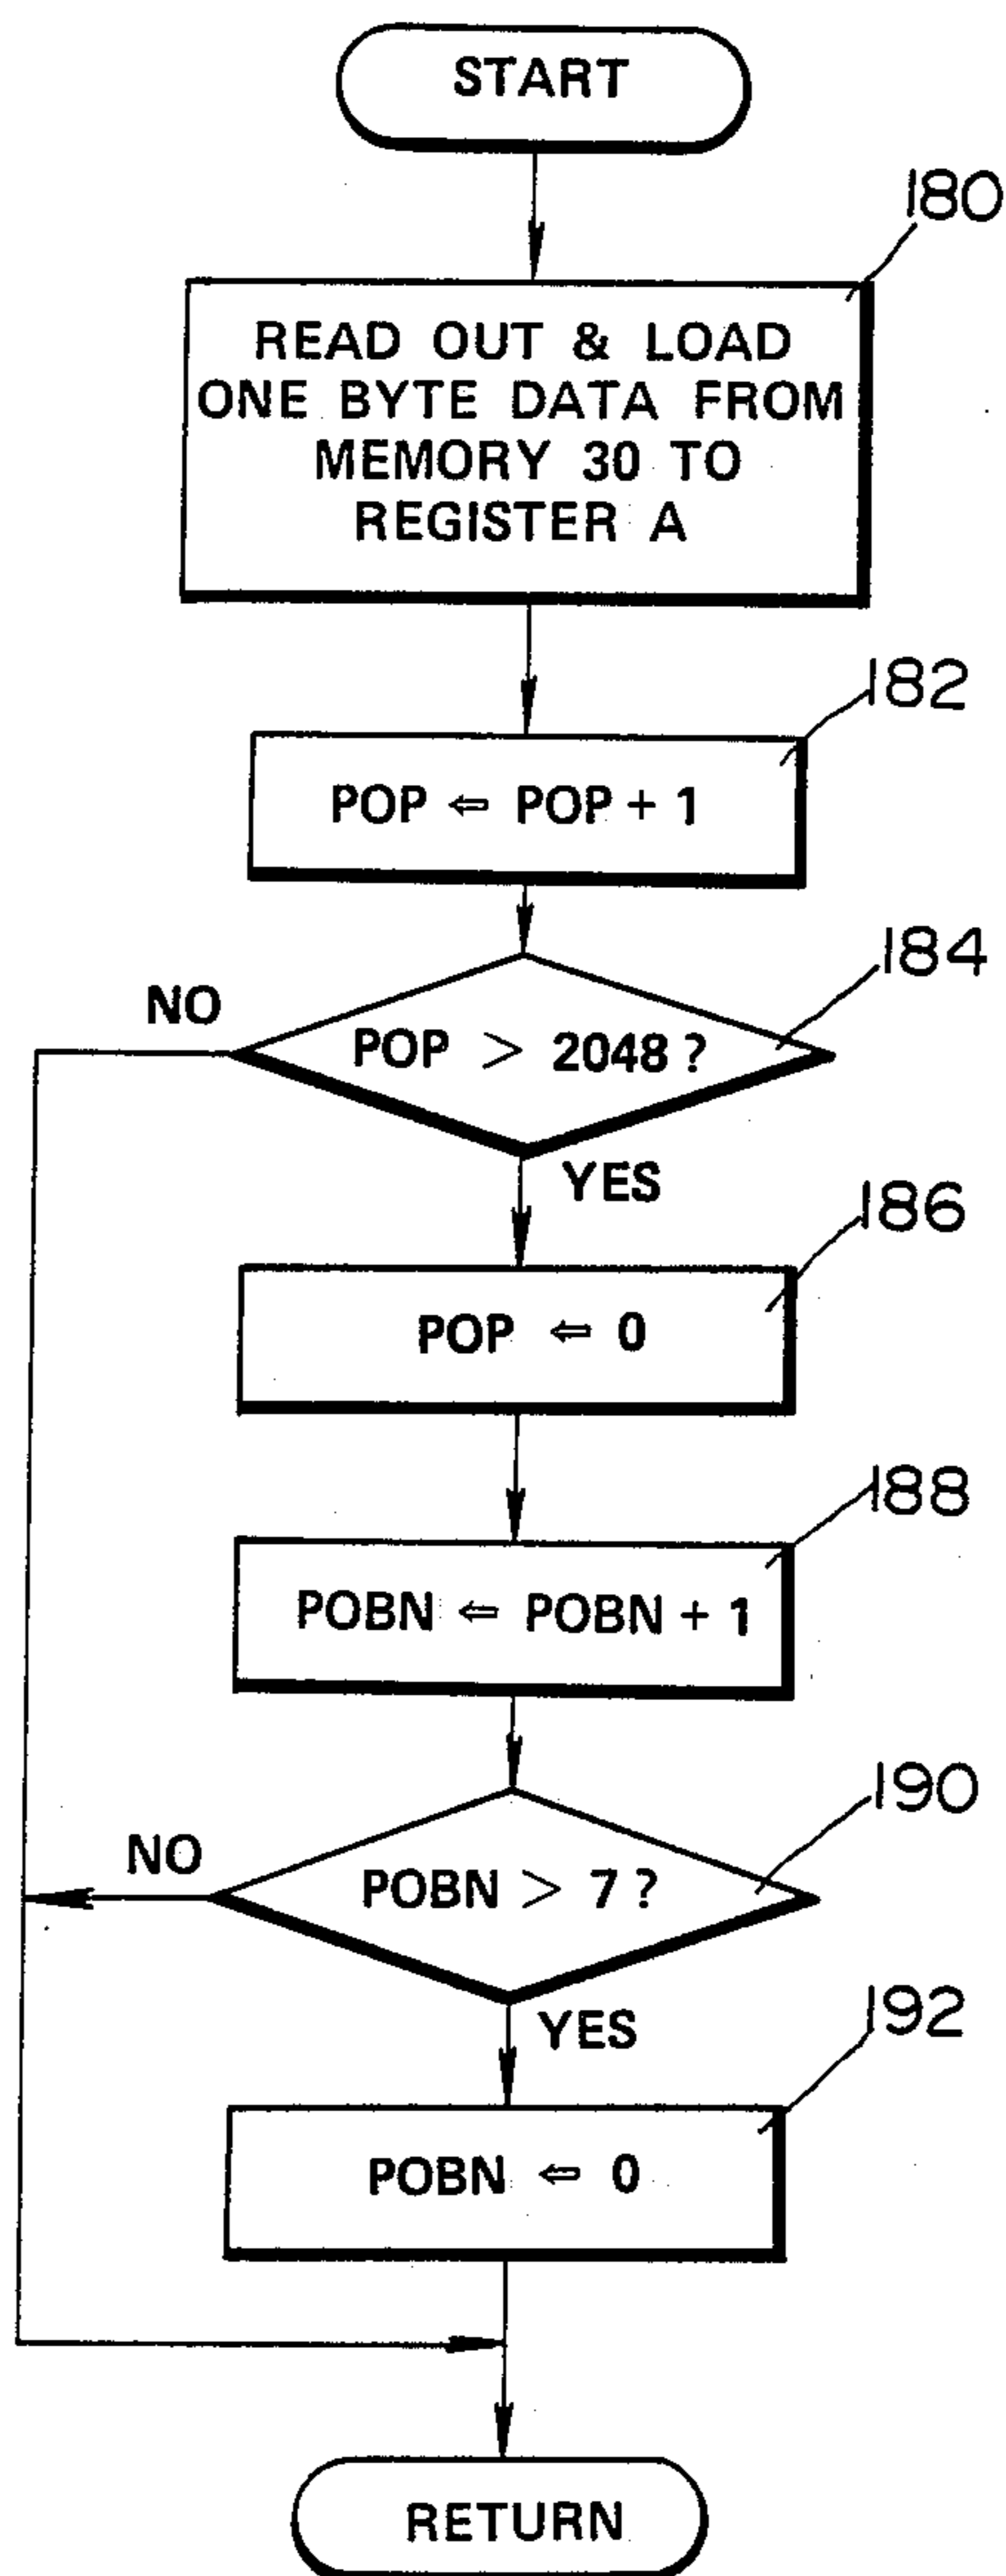 START
180
READ OUT & LOAD
ONE BYTE DATA FROM
MEMORY 30 TO
REGISTER A
182
POP ⇐ POP + 1
184
NO
POP > 2048 ?
YES
186
POP ⇐ 0
188
POBN ⇐ POBN + 1
190
NO
POBN > 7 ?
YES
192
POBN ⇐ 0
RETURN